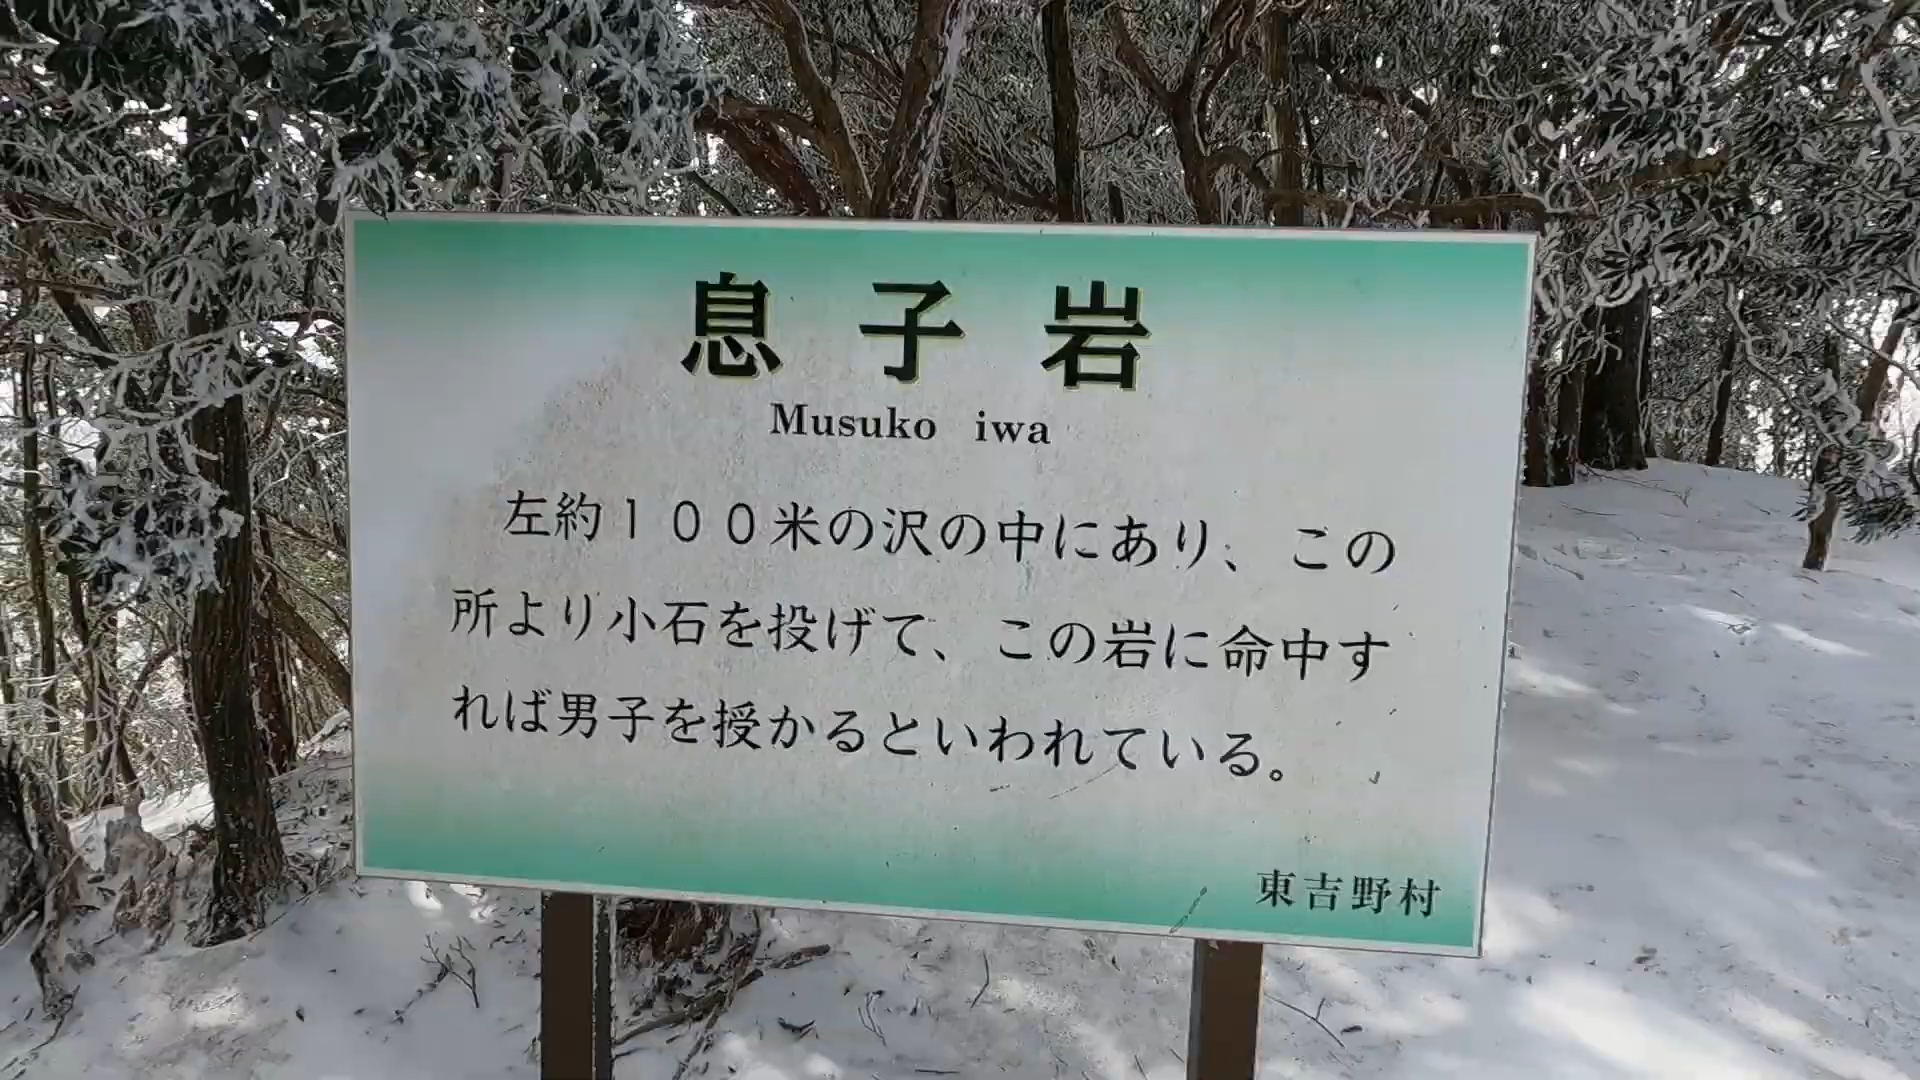 息子岩
Musuko iwa
左約１００米の沢の中にあり、この
所より小石を投げて、この岩に命中す
れば男子を授かるといわれている。
東吉野村